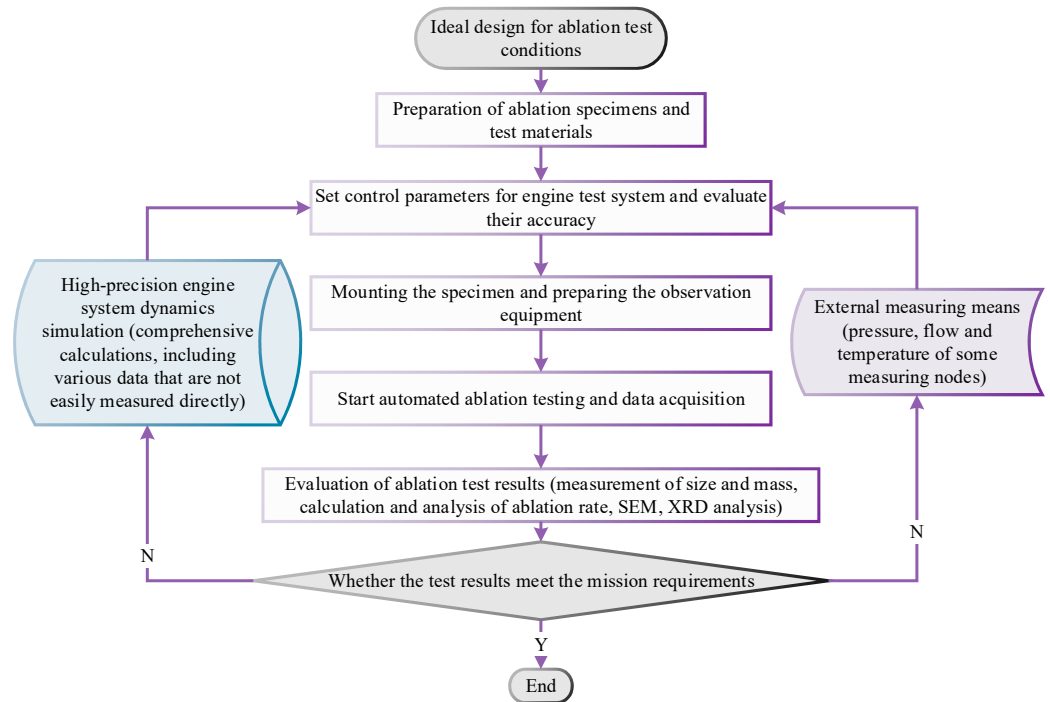 Ideal design for ablation test
conditions
Preparation of ablation specimens and
test materials
Set control parameters for engine test system and evaluate
their accuracy
High-precision engine
system dynamics
simulation (comprehensive
calculations, including
various data that are not
easily measured directly)
Mounting the specimen and preparing the observation
equipment
External measuring means
(pressure, flow and
temperature of some
measuring nodes)
Start automated ablation testing and data acquisition
Evaluation of ablation test results (measurement of size and mass,
calculation and analysis of ablation rate, SEM, XRD analysis)
N
N
Whether the test results meet the mission requirements
Y
End